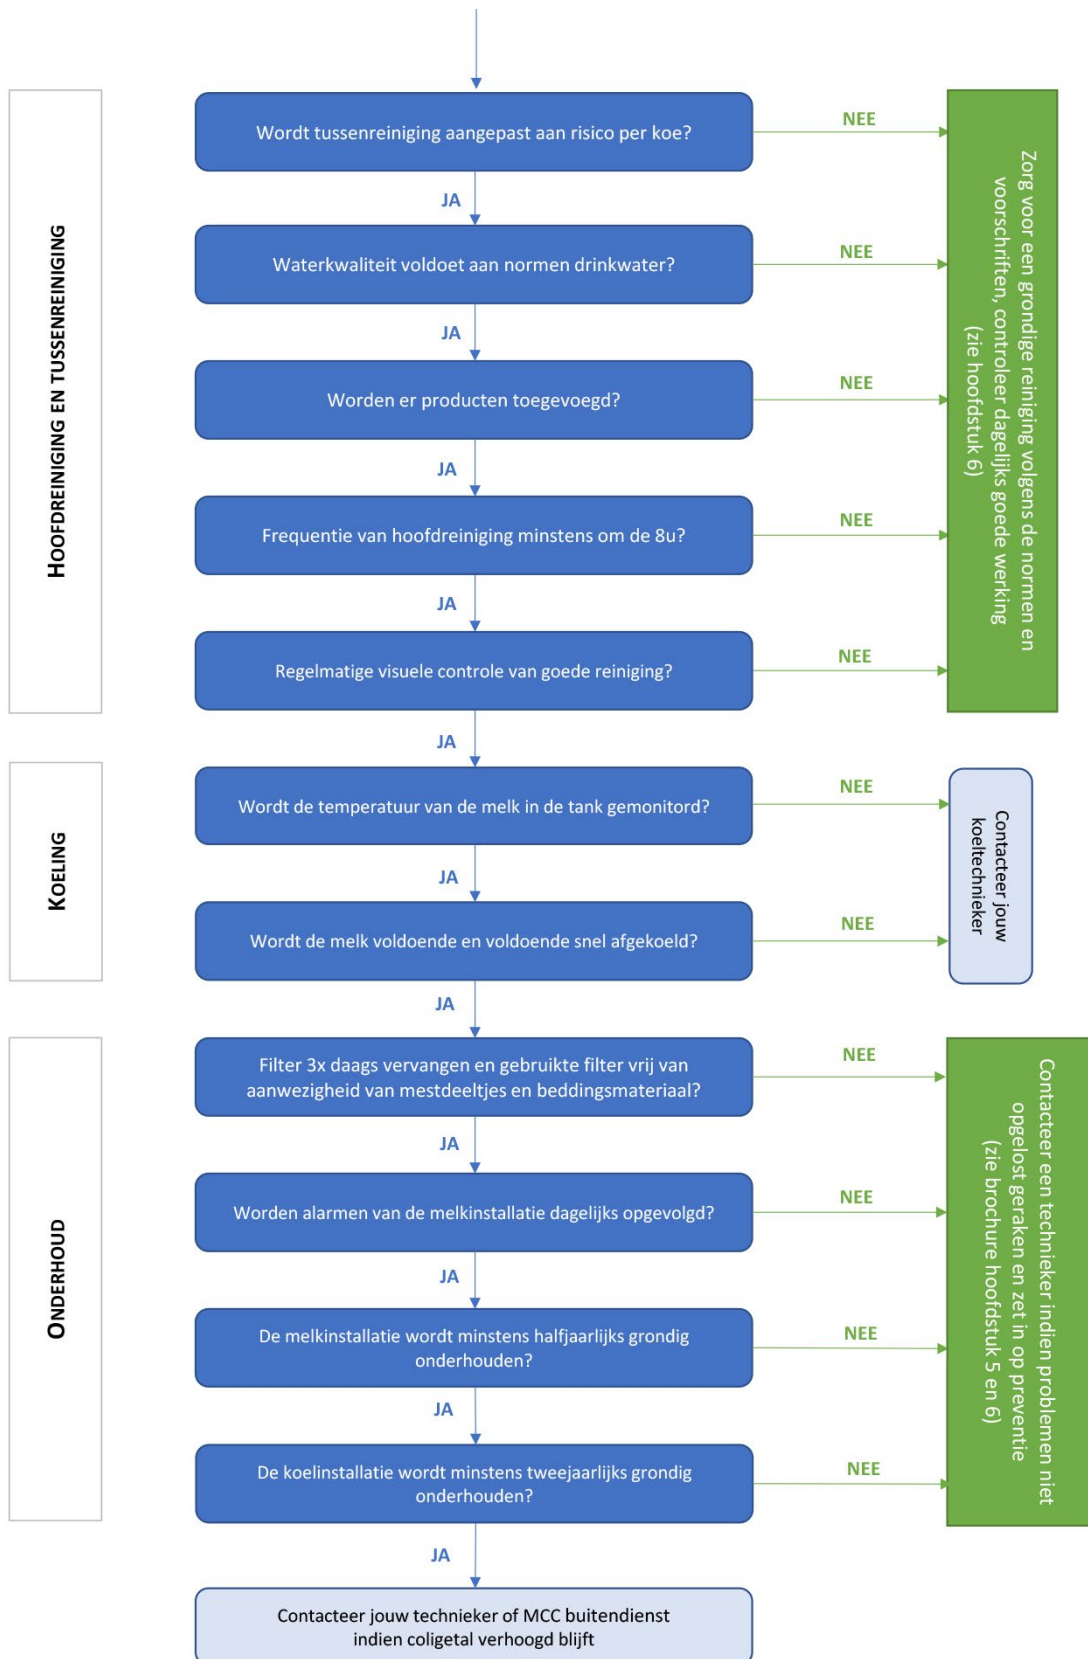 HOOFDREINIGING EN TUSSENREINIGING
Wordt tussenreiniging aangepast aan risico per koe?
NEE
JA
Waterkwaliteit voldoet aan normen drinkwater?
NEE
JA
Worden er producten toegevoegd?
NEE
JA
Frequentie van hoofdreiniging minstens om de 8u?
NEE
JA
Regelmatige visuele controle van goede reiniging?
NEE
JA
Zorg voor een grondige reiniging volgens de normen en
voorschriften, controleer dagelijks goede werking
(zie hoofdstuk 6)
KOELING
Wordt de temperatuur van de melk in de tank gemonitord?
NEE
JA
Wordt de melk voldoende en voldoende snel afgekoeld?
NEE
JA
Contacteer jouw
koeltechnieker
ONDERHOUD
Filter 3x daags vervangen en gebruikte filter vrij van
aanwezigheid van mestdeeltjes en beddingsmateriaal?
NEE
JA
Worden alarmen van de melkinstallatie dagelijks opgevolgd?
NEE
JA
De melkinstallatie wordt minstens halfjaarlijks grondig
onderhouden?
NEE
JA
De koelinstallatie wordt minstens tweejaarlijks grondig
onderhouden?
NEE
JA
Contacteer een technieker indien problemen niet
opgelost geraken en zet in op preventie
(zie brochure hoofdstuk 5 en 6)
Contacteer jouw technieker of MCC buitendienst
indien coligetal verhoogd blijft